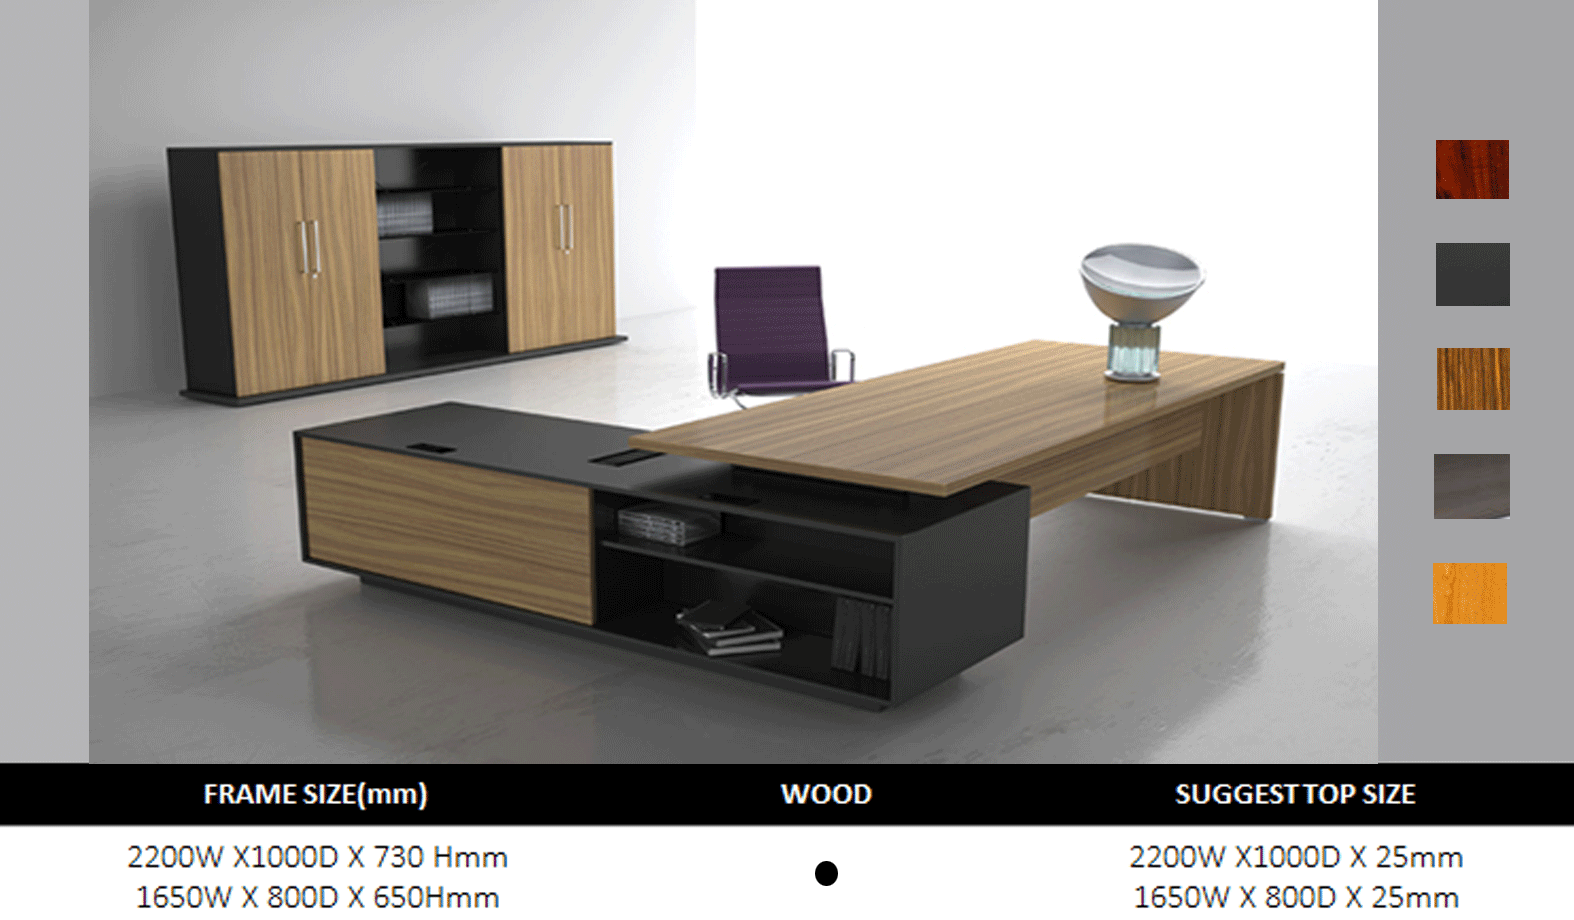 FRAME SIZE(mm) WOOD SUGGEST TOP SIZE
2200W X1000D X 730 Hmm 2200W X1000D X 25mm
1650W X 800D X 650Hmm 1650W X 800D X 25mm